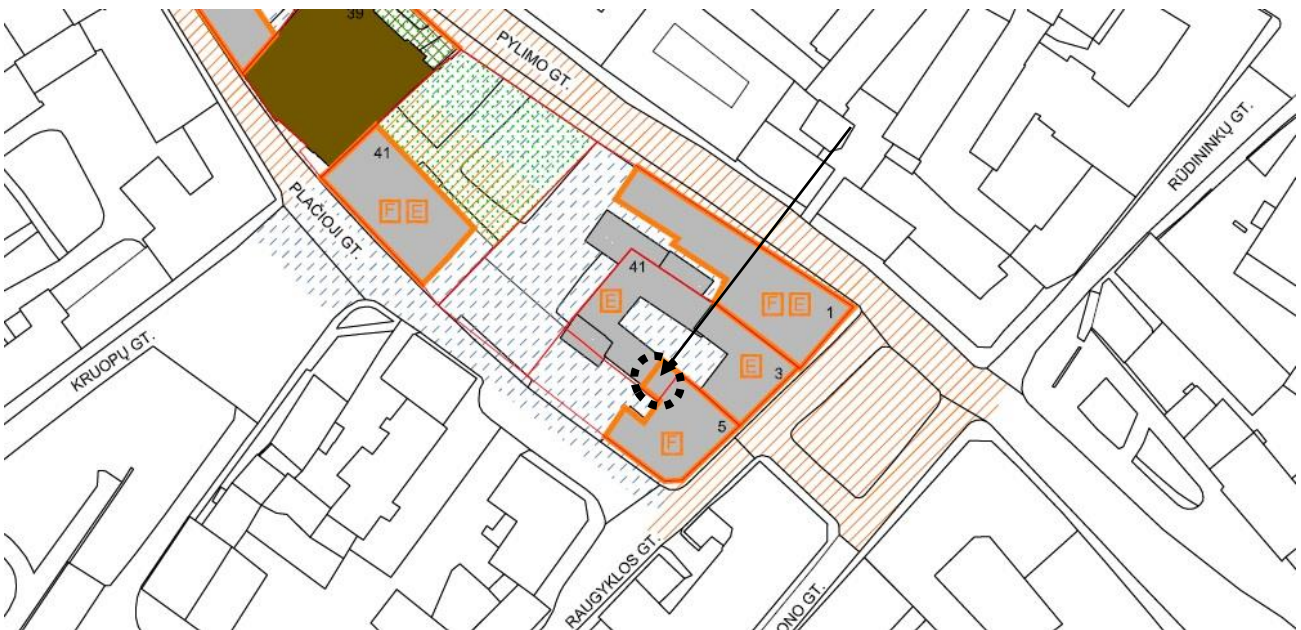 39
PYLIMO GT.
RŪDININKŲ GT.
41
F E
PLAČIOJI GT.
41
E
F E
1
KRUOPŲ GT.
E
3
5
F
RAUGYKLOS GT.
ONO GT.